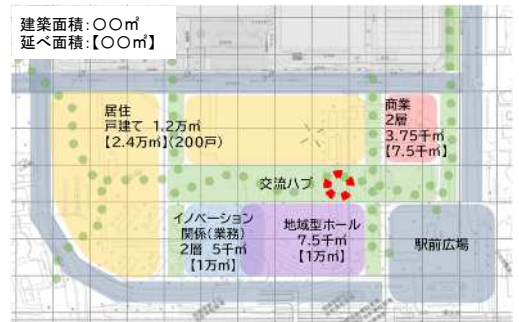 建築面積:〇〇㎡
延べ面積:【〇〇㎡】
居住
戸建て 1.2万㎡
【2.4万㎡】(200戸)
商業
2層
3.75千㎡
【7.5千㎡】
交流ハブ
イノベーション
関係(業務)
2層 5千㎡
【1万㎡】
地域型ホール
7.5千㎡
【1万㎡】
駅前広場